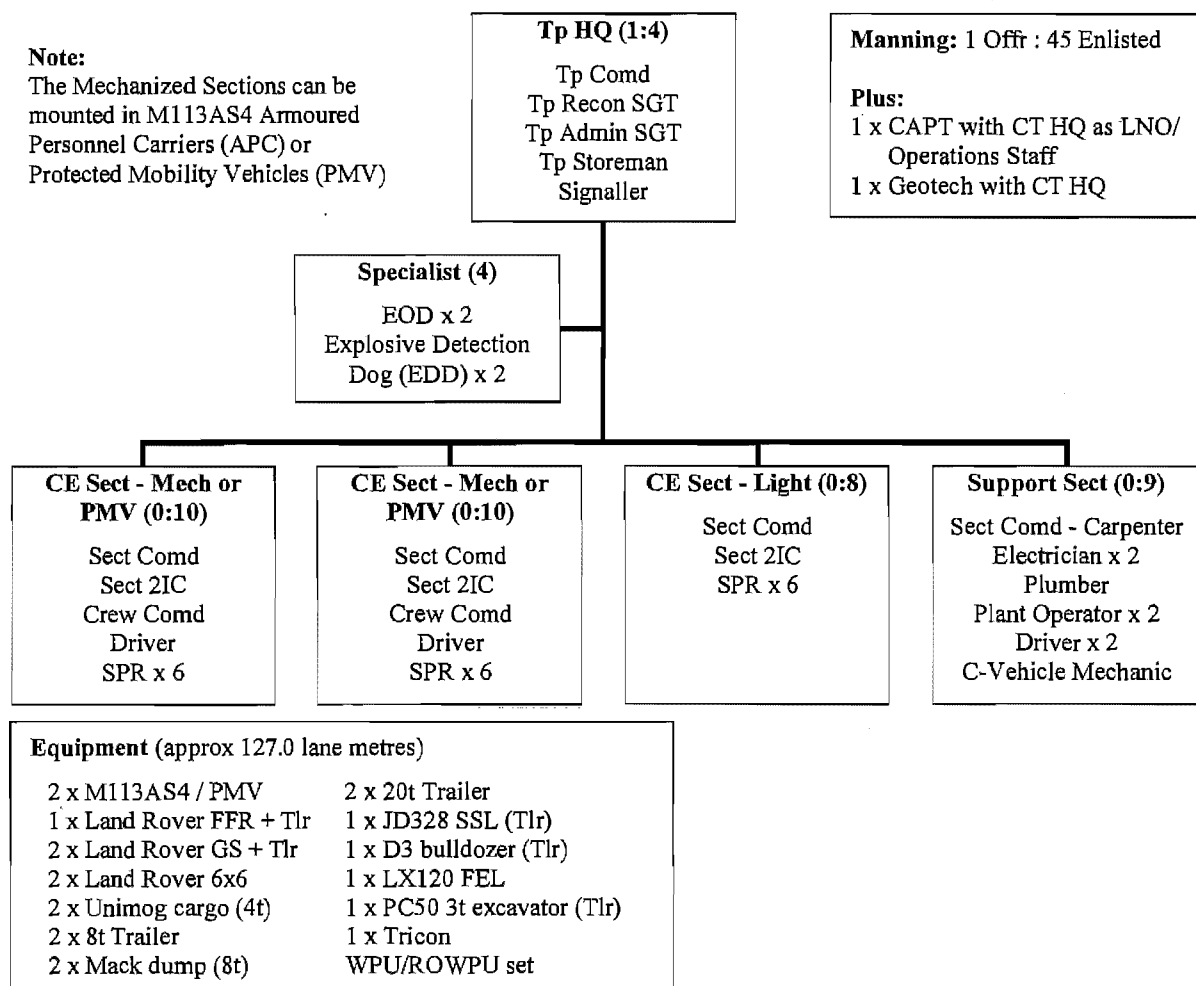 Note:
The Mechanized Sections can be
mounted in M113AS4 Armoured
Personnel Carriers (APC) or
Protected Mobility Vehicles (PMV)
Tp HQ (1:4)
Tp Comd
Tp Recon SGT
Tp Admin SGT
Tp Storeman
Signaller
Manning: 1 Offr : 45 Enlisted
Plus:
1 x CAPT with CT HQ as LNO/
Operations Staff
1 x Geotech with CT HQ
Specialist (4)
EOD x 2
Explosive Detection
Dog (EDD) x 2
CE Sect - Mech or
PMV (0:10)
Sect Comd
Sect 2IC
Crew Comd
Driver
SPR x 6
CE Sect - Mech or
PMV (0:10)
Sect Comd
Sect 2IC
Crew Comd
Driver
SPR x 6
CE Sect - Light (0:8)
Sect Comd
Sect 2IC
SPR x 6
Support Sect (0:9)
Sect Comd - Carpenter
Electrician x 2
Plumber
Plant Operator x 2
Driver x 2
C-Vehicle Mechanic
Equipment (approx 127.0 lane metres)
2 x M113AS4 / PMV
1 x Land Rover FFR + Tlr
2 x Land Rover GS + Tlr
2 x Land Rover 6x6
2 x Unimog cargo (4t)
2 x 8t Trailer
2 x Mack dump (8t)
2 x 20t Trailer
1 x JD328 SSL (Tlr)
1 x D3 bulldozer (Tlr)
1 x LX120 FEL
1 x PC50 3t excavator (Tlr)
1 x Tricon
WPU/ROWPU set